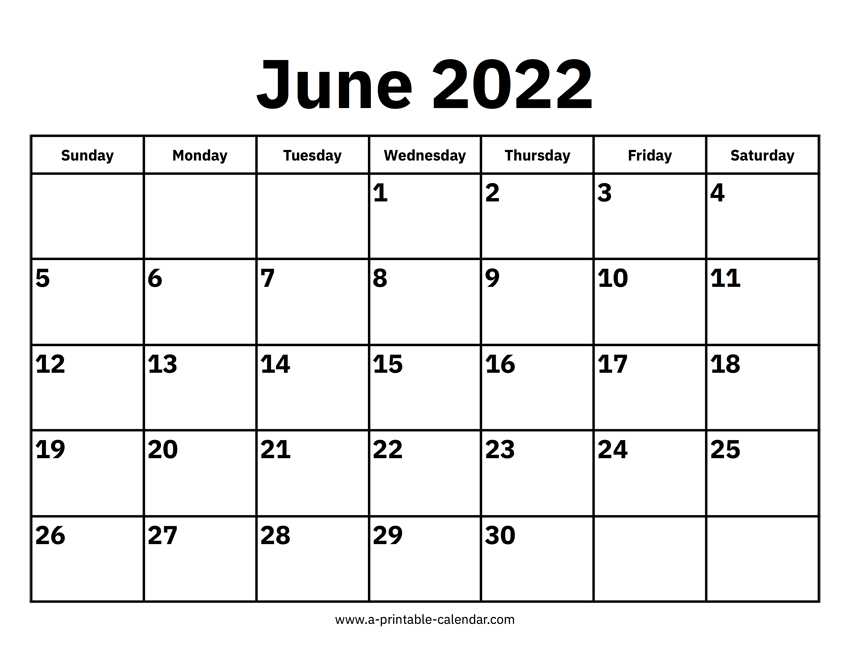 June 2022
Sunday Monday Tuesday Wednesday Thursday Friday Saturday
1 2 3 4
5 6 7 8 9 10 11
12 13 14 15 16 17 18
19 20 21 22 23 24 25
26 27 28 29 30
www.a-printable-calendar.com